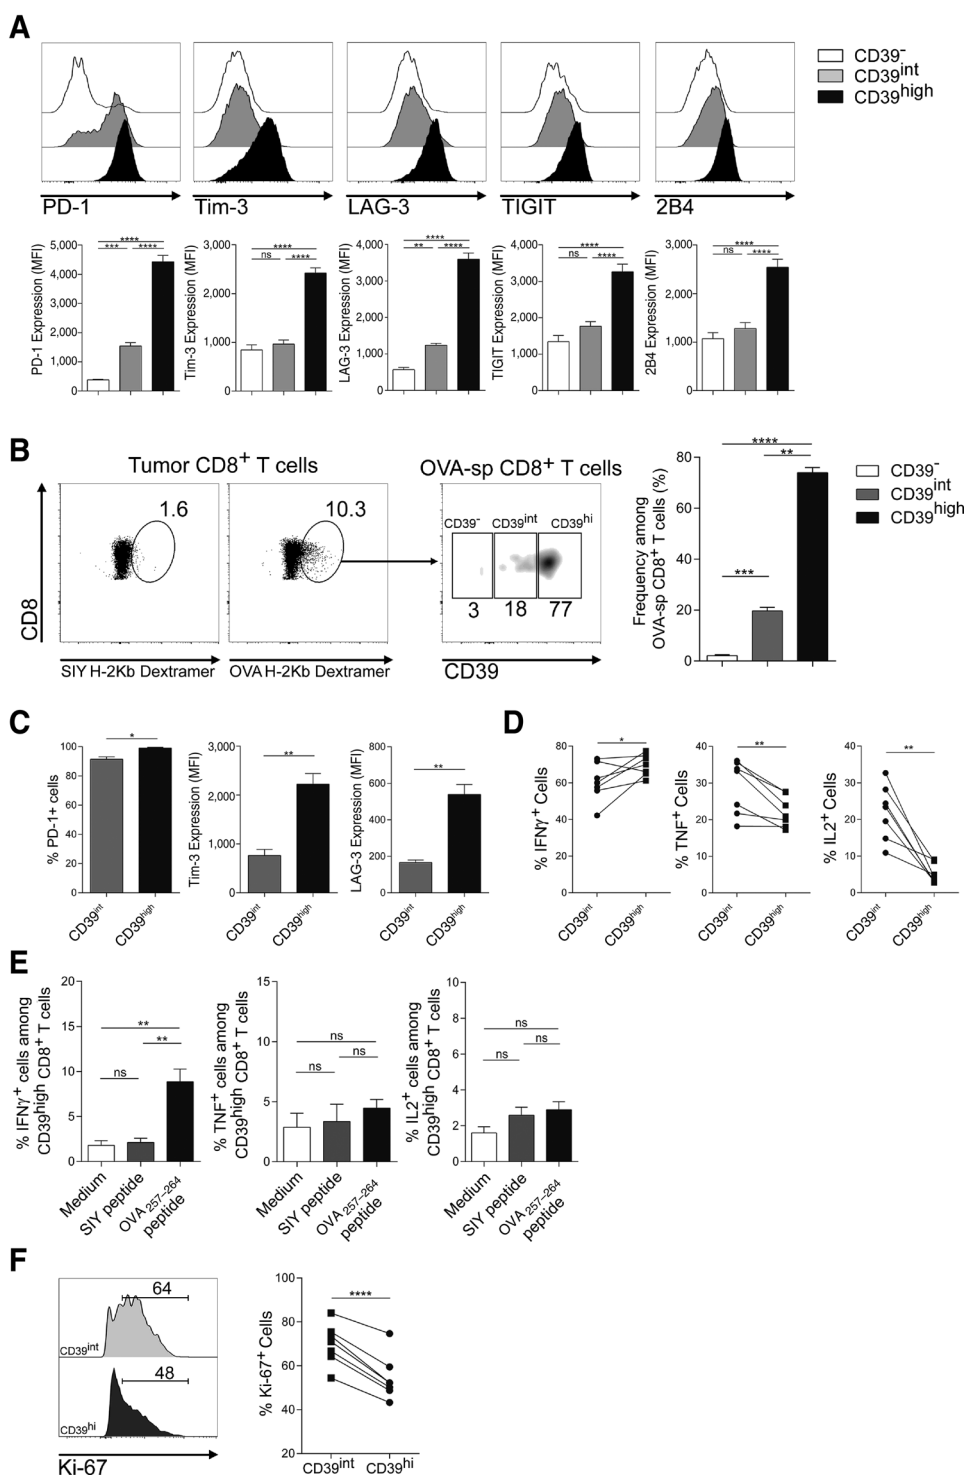 A
CD39-
CD39int
CD39high
PD-1
Tim-3
LAG-3
TIGIT
2B4
PD-1 Expression (MFI)
5,000
4,000
3,000
2,000
1,000
0
****
*** ****
Tim-3 Expression (MFI)
3,000
2,000
1,000
0
****
ns ****
LAG-3 Expression (MFI)
4,000
3,000
2,000
1,000
0
****
** ****
TIGIT Expression (MFI)
4,000
3,000
2,000
1,000
0
****
ns ****
2B4 Expression (MFI)
3,000
2,000
1,000
0
****
ns ****
B
Tumor CD8+ T cells
OVA-sp CD8+ T cells
CD8
1.6
10.3
CD39- CD39int CD39hi
3 18 77
SIY H-2Kb Dextramer
OVA H-2Kb Dextramer
CD39
Frequency among
OVA-sp CD8+ T cells (%)
80
60
40
20
0
****
**
***
CD39-
CD39int
CD39high
C
% PD-1+ cells
100
80
60
40
20
0
*
CD39int
CD39high
Tim-3 Expression (MFI)
3,000
2,000
1,000
0
**
CD39int
CD39high
LAG-3 Expression (MFI)
800
600
400
200
0
**
CD39int
CD39high
D
% IFNγ+ Cells
80
60
40
20
0
*
CD39int
CD39high
% TNF+ Cells
40
30
20
10
0
**
CD39int
CD39high
% IL2+ Cells
40
30
20
10
0
**
CD39int
CD39high
E
% IFNγ+ cells among
CD39high CD8+ T cells
20
15
10
5
0
**
**
ns
Medium
SIY peptide
OVA 257–264
peptide
% TNF+ cells among
CD39high CD8+ T cells
15
10
5
0
ns
ns
ns
Medium
SIY peptide
OVA 257–264
peptide
% IL2+ cells among
CD39high CD8+ T cells
10
8
6
4
2
0
ns
ns
ns
Medium
SIY peptide
OVA 257–264
peptide
F
64
CD39int
48
CD39hi
Ki-67
% Ki-67+ Cells
100
80
60
40
20
****
CD39int
CD39hi